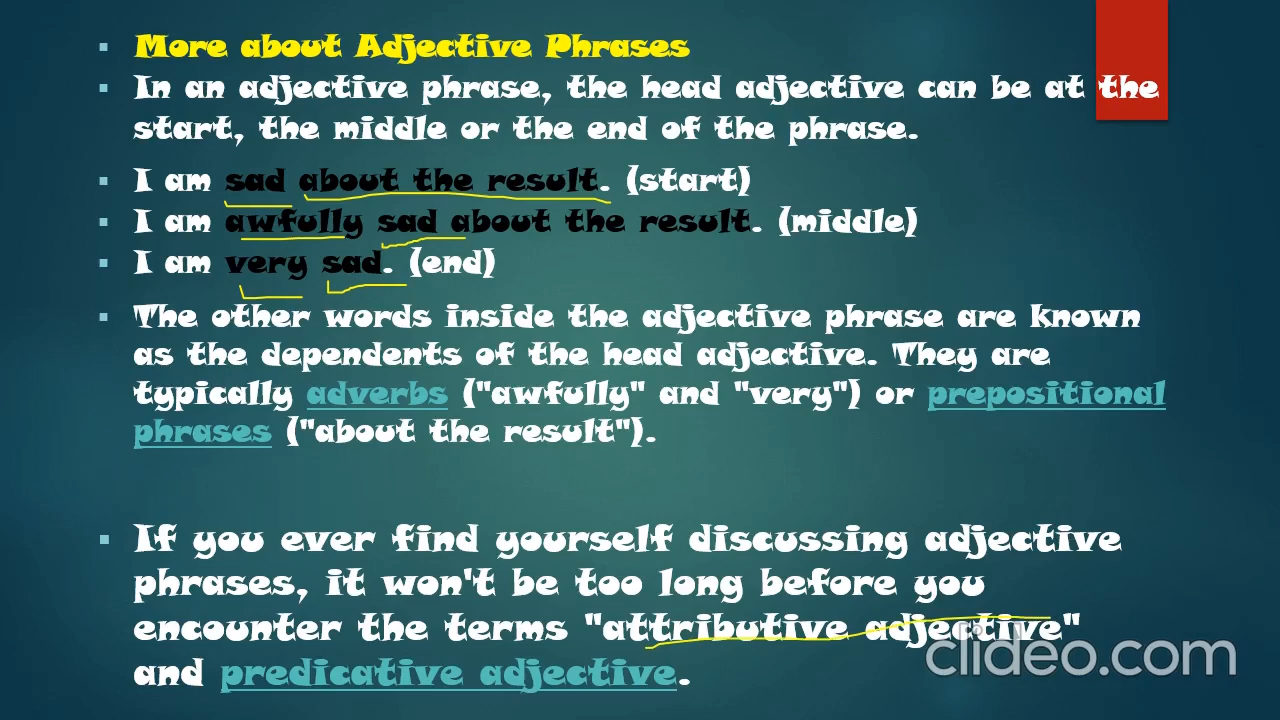 More about Adjective Phrases
In an adjective phrase, the head adjective can be at the
start, the middle or the end of the phrase.
I am sad about the result. (start)
I am awfully sad about the result. (middle)
I am very sad. (end)
The other words inside the adjective phrase are known
as the dependents of the head adjective. They are
typically adverbs ("awfully" and "very") or prepositional
phrases ("about the result").
If you ever find yourself discussing adjective
phrases, it won't be too long before you
encounter the terms "attributive adjective"
and predicative adjective.
clideo.com